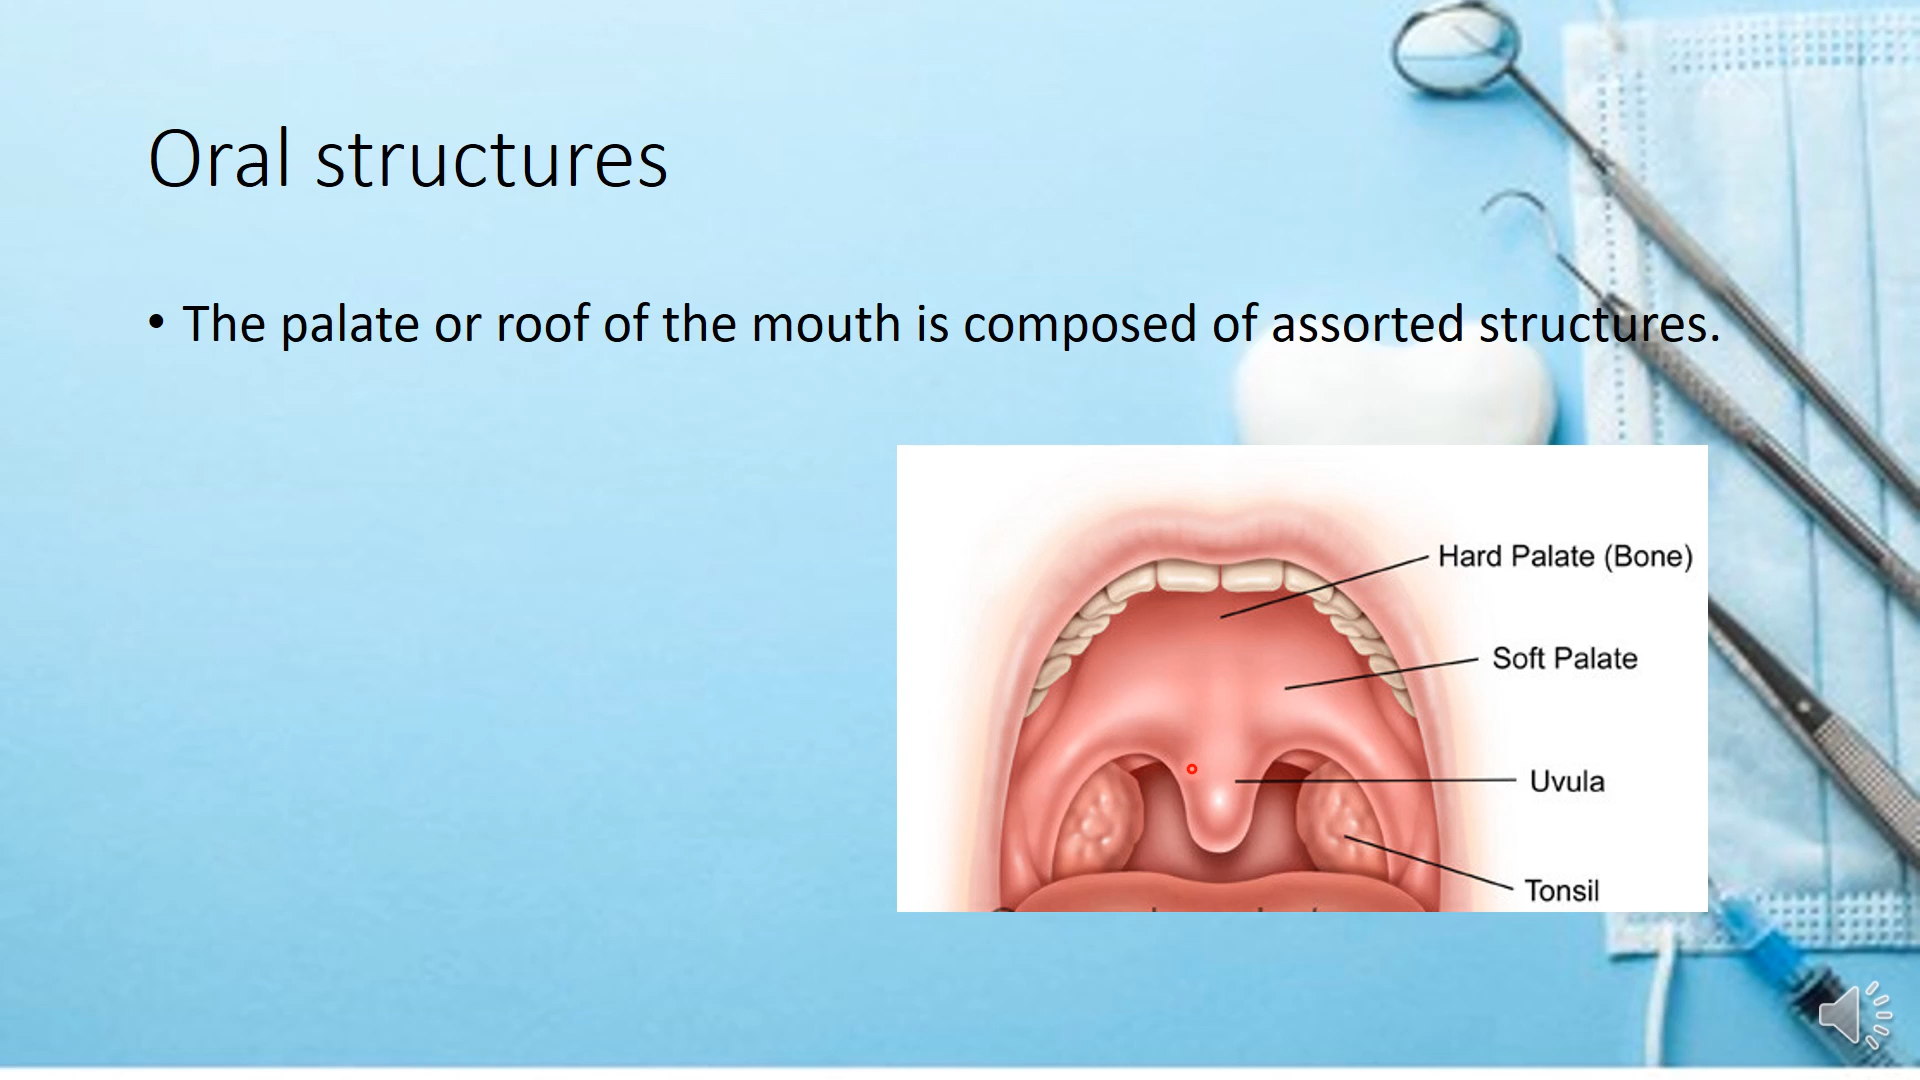 Oral structures
• The palate or roof of the mouth is composed of assorted structures.
Hard Palate (Bone)
Soft Palate
Uvula
Tonsil